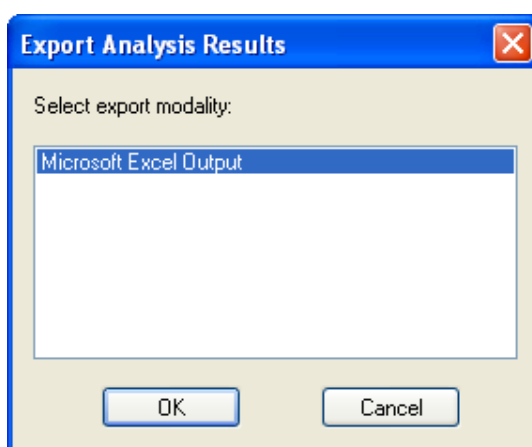 Export Analysis Results
Select export modality:
Microsoft Excel Output
OK Cancel